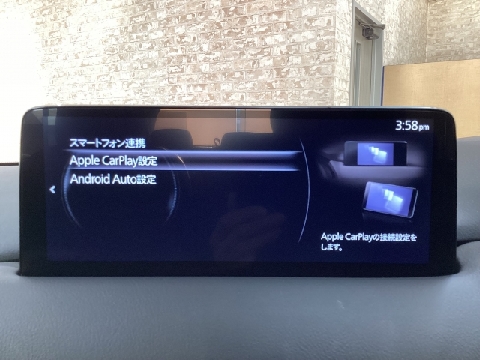 3:58pm
スマートフォン連携
Apple CarPlay設定
Android Auto設定
Apple CarPlayの接続設定を
します。